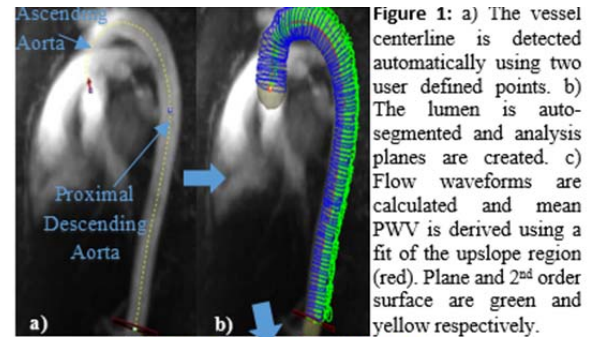 Ascending
Aorta
Proximal
Descending
Aorta
a)
b)
Figure 1: a) The vessel
centerline is detected
automatically using two
user defined points. b)
The lumen is auto-
segmented and analysis
planes are created. c)
Flow waveforms are
calculated and mean
PWV is derived using a
fit of the upslope region
(red). Plane and 2nd order
surface are green and
yellow respectively.